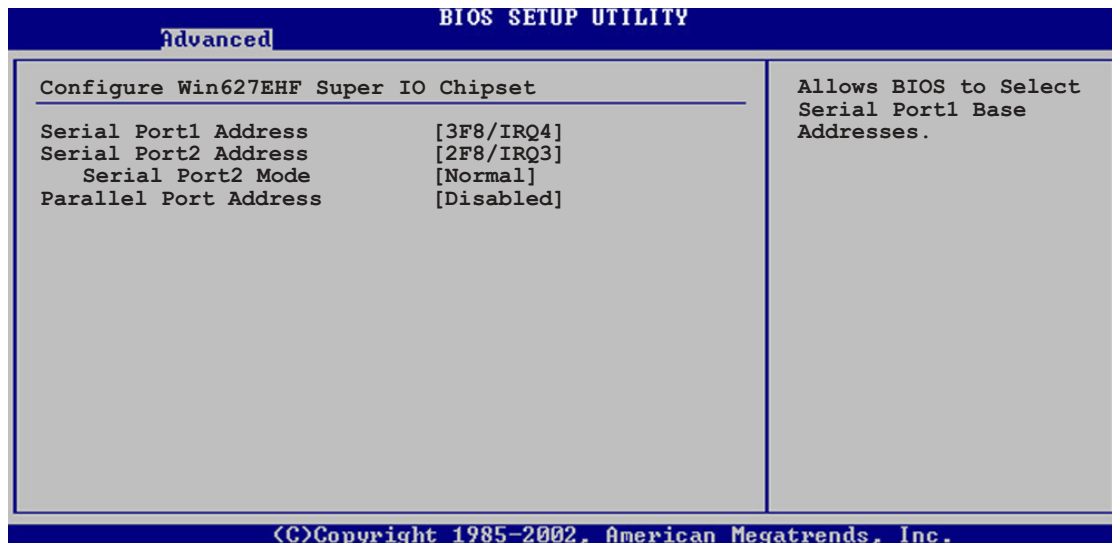 BIOS SETUP UTILITY
Advanced
Configure Win627EHF Super IO Chipset
Serial Port1 Address [3F8/IRQ4]
Serial Port2 Address [2F8/IRQ3]
Serial Port2 Mode [Normal]
Parallel Port Address [Disabled]
Allows BIOS to Select
Serial Port1 Base
Addresses.
(C)Copyright 1985-2002, American Megatrends, Inc.